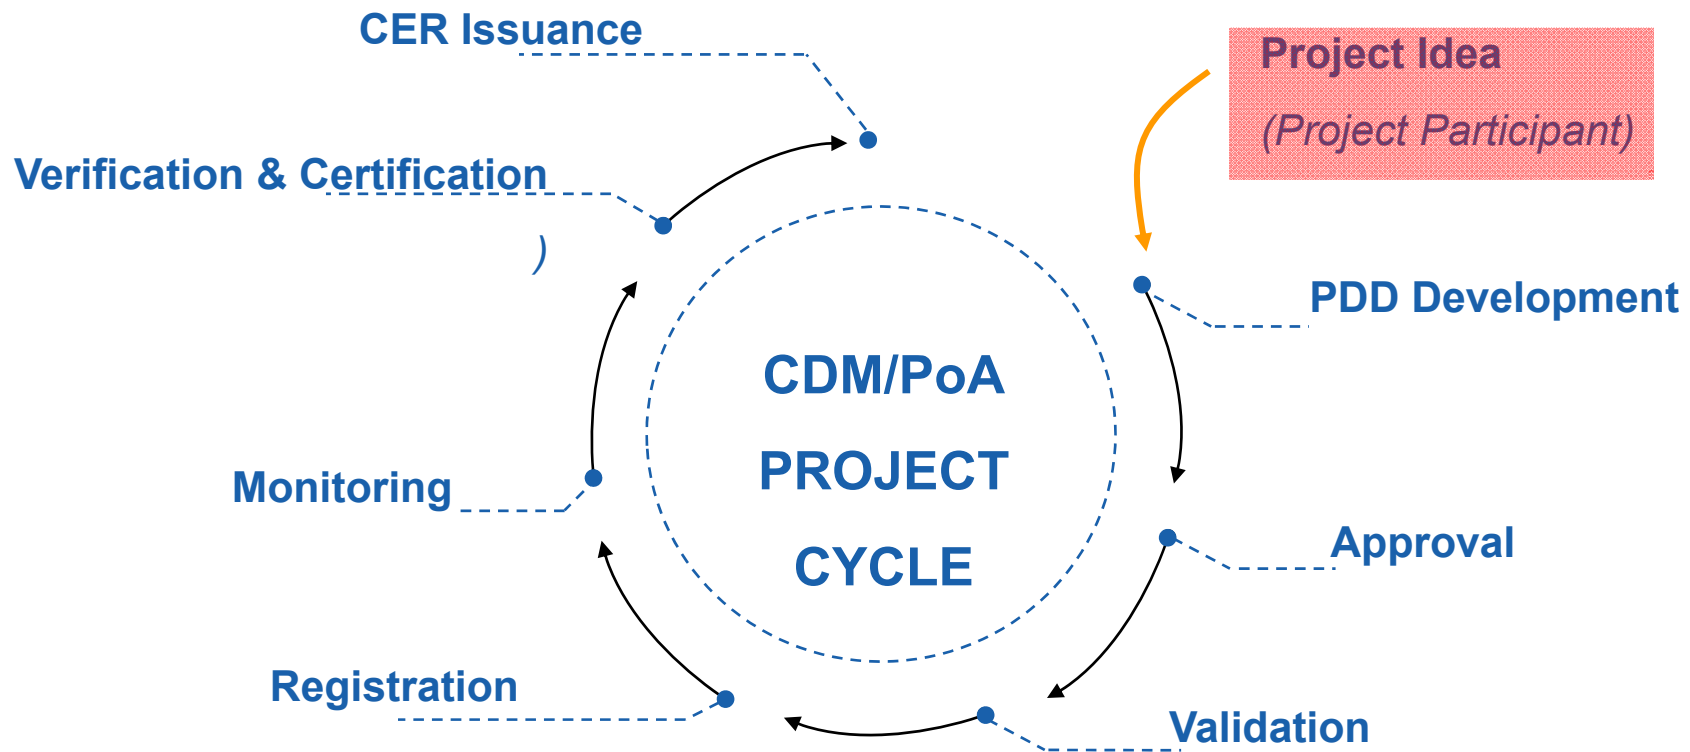 CER Issuance
Project Idea
(Project Participant)
Verification & Certification
)
PDD Development
CDM/PoA
PROJECT
CYCLE
Monitoring
Approval
Registration
Validation